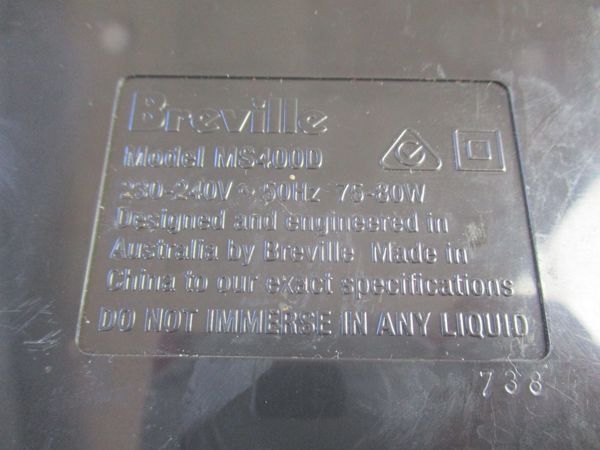 Breville
Model MS400D
230-240V ~ 50Hz 75-80W
Designed and engineered in
Australia by Breville Made in
China to our exact specifications
DO NOT IMMERSE IN ANY LIQUID
738